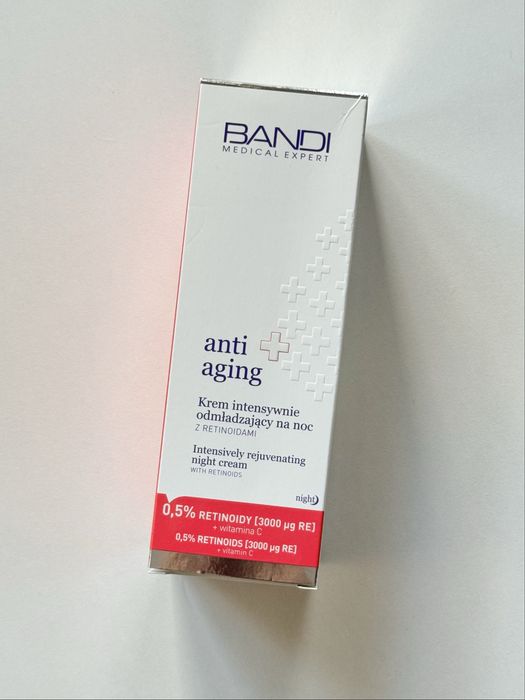 BANDI
MEDICAL EXPERT
anti
aging
Krem intensywnie
odmładzający na noc
Z RETINOIDAMI
Intensively rejuvenating
night cream
WITH RETINOIDS
night
0,5% RETINOIDY [3000 µg RE]
+ witamina C
0,5% RETINOIDS [3000 µg RE]
+ vitamin C